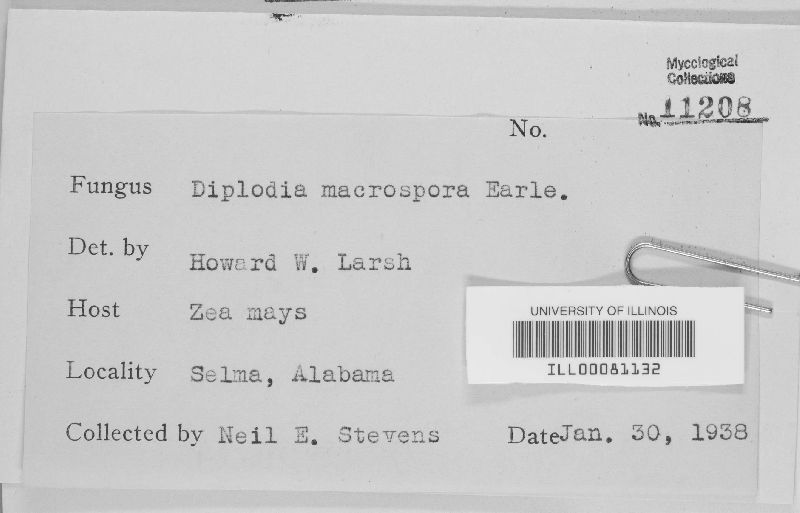 Mycological
Collections
No. 11208
No.
Fungus Diplodia macrospora Earle.
Det. by Howard W. Larsh
Host Zea mays
UNIVERSITY OF ILLINOIS
ILL00081132
Locality Selma, Alabama
Collected by Neil E. Stevens Date Jan. 30, 1938